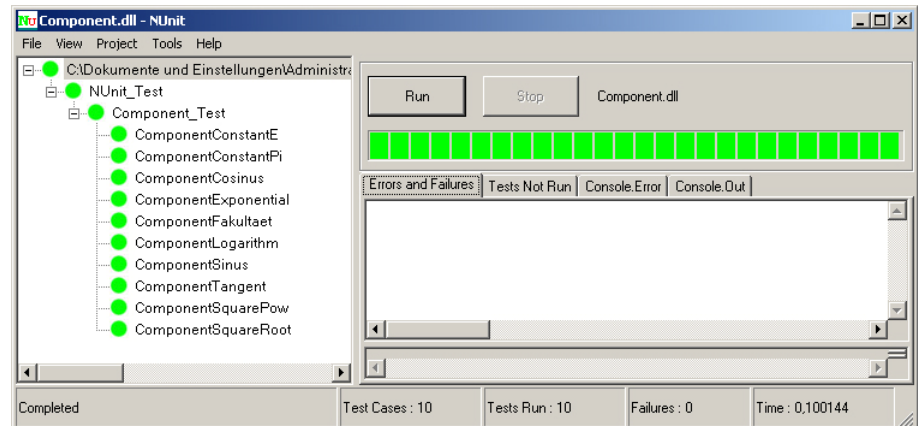 Nu Component.dll - NUnit
File View Project Tools Help
C:\Dokumente und Einstellungen\Administra
NUnit_Test
Component_Test
ComponentConstantE
ComponentConstantPi
ComponentCosinus
ComponentExponential
ComponentFakultaet
ComponentLogarithm
ComponentSinus
ComponentTangent
ComponentSquarePow
ComponentSquareRoot
Run Stop Component.dll
Errors and Failures Tests Not Run Console.Error Console.Out
Completed Test Cases : 10 Tests Run : 10 Failures : 0 Time : 0,100144